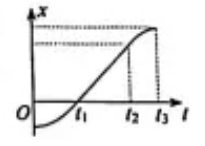 x
O t₁ t₂ t₃ t